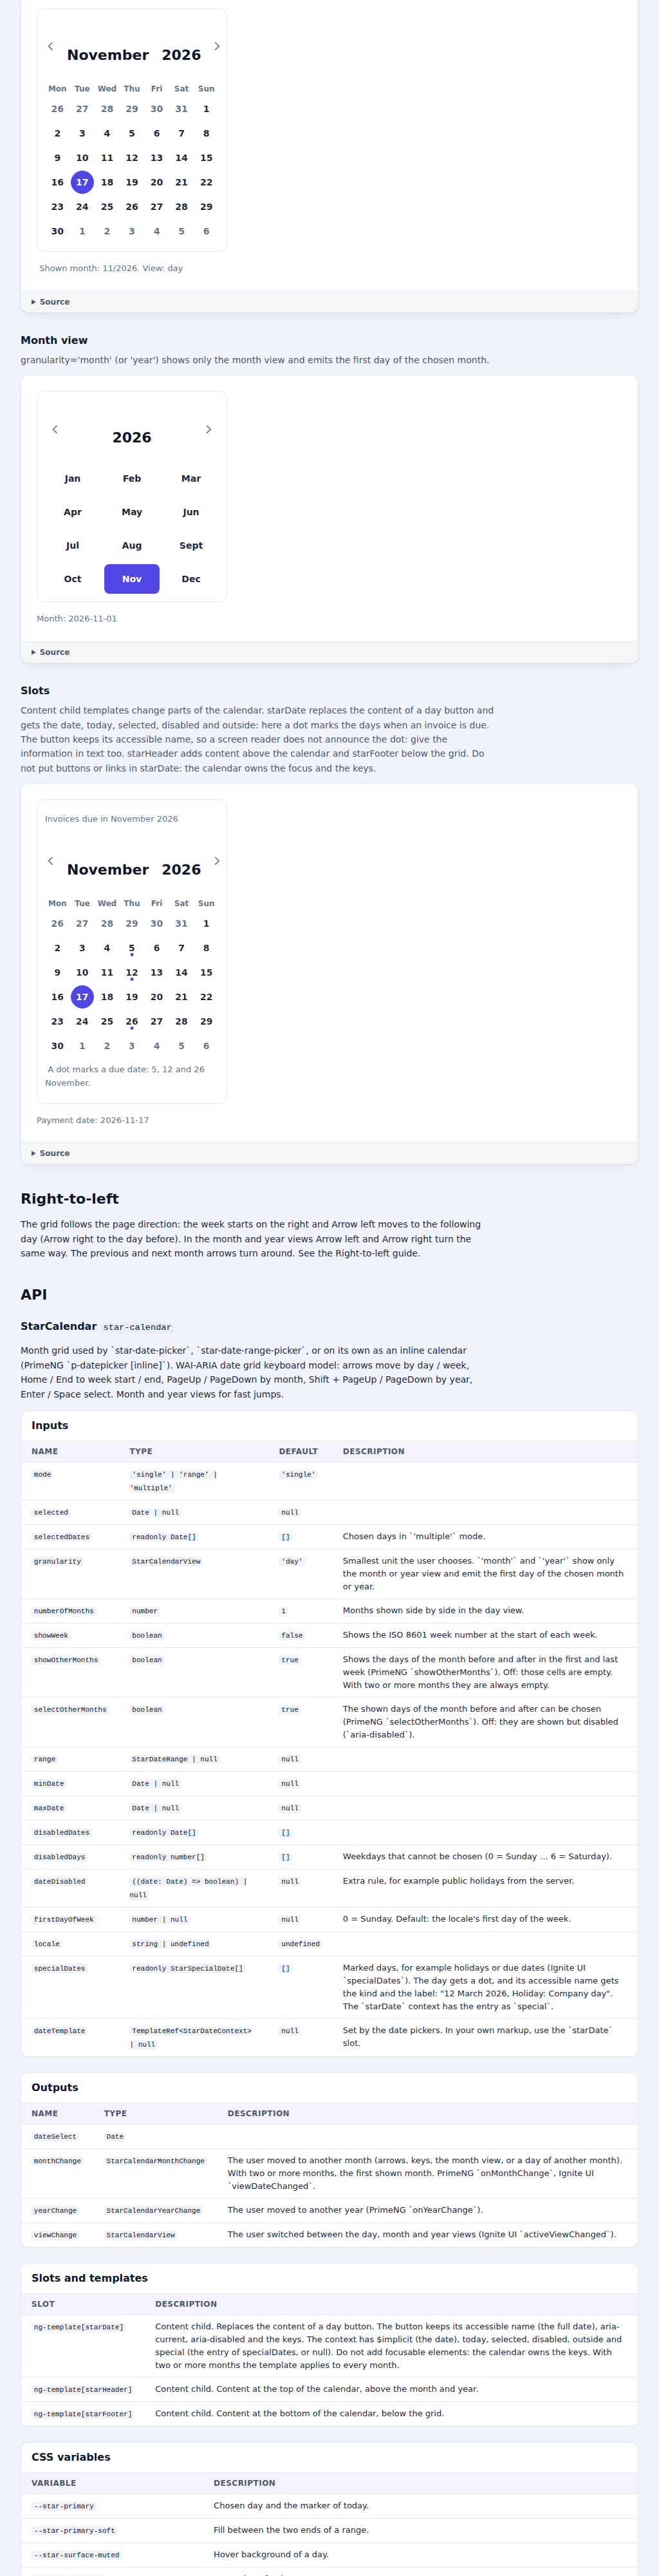 November 2026
Mon Tue Wed Thu Fri Sat Sun
26 27 28 29 30 31 1
2 3 4 5 6 7 8
9 10 11 12 13 14 15
16 17 18 19 20 21 22
23 24 25 26 27 28 29
30 1 2 3 4 5 6
Shown month: 11/2026. View: day
Source
Month view
granularity='month' (or 'year') shows only the month view and emits the first day of the chosen month.
2026
Jan Feb Mar
Apr May Jun
Jul Aug Sept
Oct Nov Dec
Month: 2026-11-01
Source
Slots
Content child templates change parts of the calendar. starDate replaces the content of a day button and
gets the date, today, selected, disabled and outside: here a dot marks the days when an invoice is due.
The button keeps its accessible name, so a screen reader does not announce the dot: give the
information in text too. starHeader adds content above the calendar and starFooter below the grid. Do
not put buttons or links in starDate: the calendar owns the focus and the keys.
Invoices due in November 2026
November 2026
Mon Tue Wed Thu Fri Sat Sun
26 27 28 29 30 31 1
2 3 4 5 6 7 8
9 10 11 12 13 14 15
16 17 18 19 20 21 22
23 24 25 26 27 28 29
30 1 2 3 4 5 6
A dot marks a due date: 5, 12 and 26
November.
Payment date: 2026-11-17
Source
Right-to-left
The grid follows the page direction: the week starts on the right and Arrow left moves to the following
day (Arrow right to the day before). In the month and year views Arrow left and Arrow right turn the
same way. The previous and next month arrows turn around. See the Right-to-left guide.
API
StarCalendar star-calendar
Month grid used by `star-date-picker`, `star-date-range-picker`, or on its own as an inline calendar
(PrimeNG `p-datepicker [inline]`). WAI-ARIA date grid keyboard model: arrows move by day / week,
Home / End to week start / end, PageUp / PageDown by month, Shift + PageUp / PageDown by year,
Enter / Space select. Month and year views for fast jumps.
Inputs
NAME TYPE DEFAULT DESCRIPTION
mode 'single' | 'range' | 'single'
'multiple'
selected Date | null null
selectedDates readonly Date[] [] Chosen days in `'multiple'` mode.
granularity StarCalendarView 'day' Smallest unit the user chooses. `'month'` and `'year'` show only
the month or year view and emit the first day of the chosen month
or year.
numberOfMonths number 1 Months shown side by side in the day view.
showWeek boolean false Shows the ISO 8601 week number at the start of each week.
showOtherMonths boolean true Shows the days of the month before and after in the first and last
week (PrimeNG `showOtherMonths`). Off: those cells are empty.
With two or more months they are always empty.
selectOtherMonths boolean true The shown days of the month before and after can be chosen
(PrimeNG `selectOtherMonths`). Off: they are shown but disabled
(`aria-disabled`).
range StarDateRange | null null
minDate Date | null null
maxDate Date | null null
disabledDates readonly Date[] []
disabledDays readonly number[] [] Weekdays that cannot be chosen (0 = Sunday … 6 = Saturday).
dateDisabled ((date: Date) => boolean) | null Extra rule, for example public holidays from the server.
null
firstDayOfWeek number | null null 0 = Sunday. Default: the locale's first day of the week.
locale string | undefined undefined
specialDates readonly StarSpecialDate[] [] Marked days, for example holidays or due dates (Ignite UI
`specialDates`). The day gets a dot, and its accessible name gets
the kind and the label: "12 March 2026, Holiday: Company day".
The `starDate` context has the entry as `special`.
dateTemplate TemplateRef<StarDateContext> null Set by the date pickers. In your own markup, use the `starDate`
| null slot.
Outputs
NAME TYPE DESCRIPTION
dateSelect Date
monthChange StarCalendarMonthChange The user moved to another month (arrows, keys, the month view, or a day of another month).
With two or more months, the first shown month. PrimeNG `onMonthChange`, Ignite UI
`viewDateChanged`.
yearChange StarCalendarYearChange The user moved to another year (PrimeNG `onYearChange`).
viewChange StarCalendarView The user switched between the day, month and year views (Ignite UI `activeViewChanged`).
Slots and templates
SLOT DESCRIPTION
ng-template[starDate] Content child. Replaces the content of a day button. The button keeps its accessible name (the full date), aria-
current, aria-disabled and the keys. The context has $implicit (the date), today, selected, disabled, outside and
special (the entry of specialDates, or null). Do not add focusable elements: the calendar owns the keys. With
two or more months the template applies to every month.
ng-template[starHeader] Content child. Content at the top of the calendar, above the month and year.
ng-template[starFooter] Content child. Content at the bottom of the calendar, below the grid.
CSS variables
VARIABLE DESCRIPTION
--star-primary Chosen day and the marker of today.
--star-primary-soft Fill between the two ends of a range.
--star-surface-muted Hover background of a day.